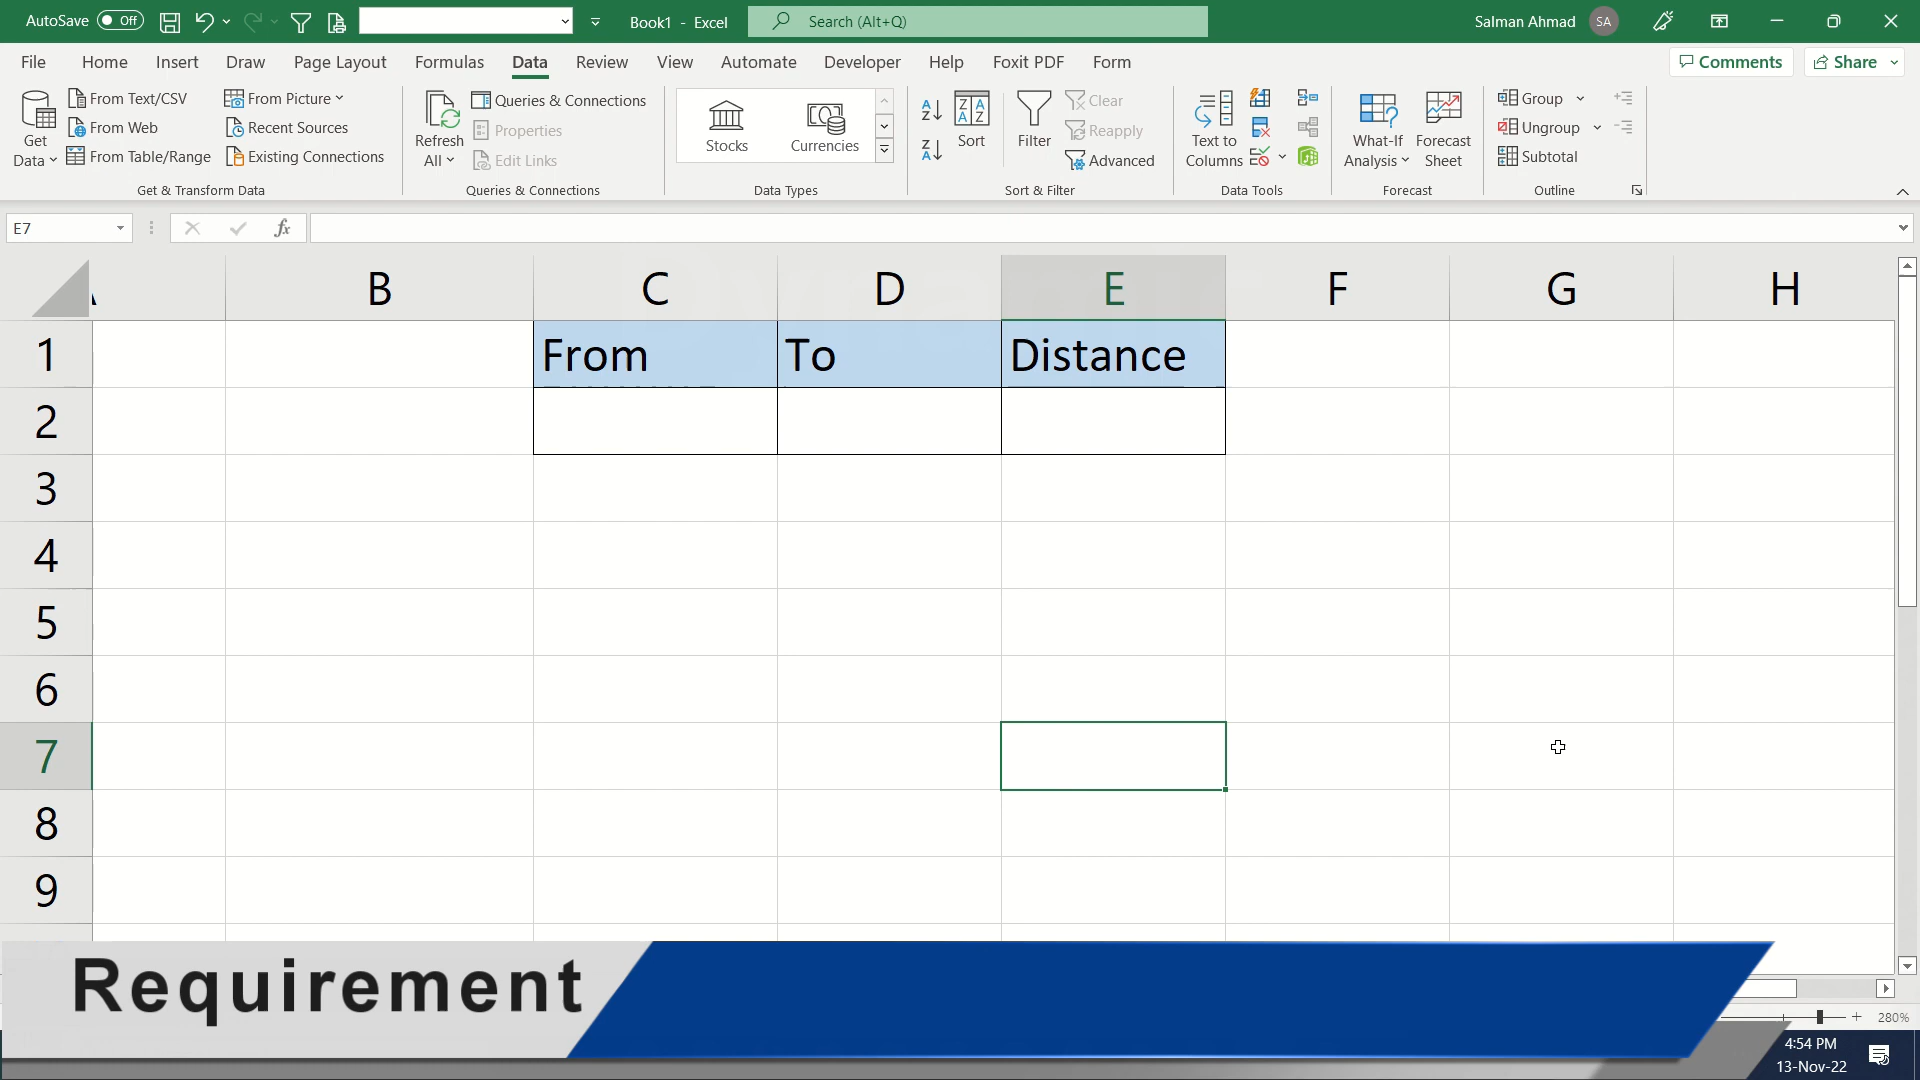 AutoSave Off Book1 - Excel Search (Alt+Q) Salman Ahmad SA
File Home Insert Draw Page Layout Formulas Data Review View Automate Developer Help Foxit PDF Form Comments Share
Get Data
From Text/CSV
From Web
From Table/Range
From Picture
Recent Sources
Existing Connections
Get & Transform Data
Refresh All
Queries & Connections
Properties
Edit Links
Queries & Connections
Stocks
Currencies
Data Types
Sort
Filter
Clear
Reapply
Advanced
Sort & Filter
Text to Columns
Data Tools
What-If Analysis
Forecast Sheet
Forecast
Group
Ungroup
Subtotal
Outline
E7 fx
B C D E F G H
1 From To Distance
2
3
4
5
6
7
8
9
Requirement
280%
4:54 PM
13-Nov-22